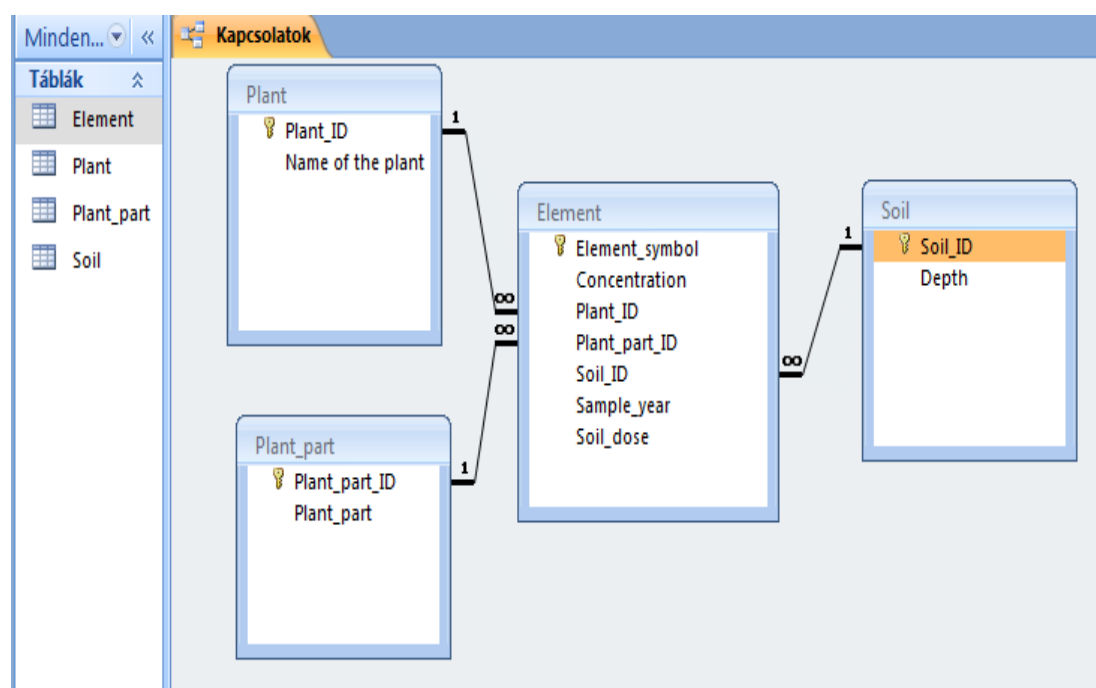 Minden... «
Táblák
Element
Plant
Plant_part
Soil
Kapcsolatok
Plant
Plant_ID
Name of the plant
1
∞
∞
Plant_part
Plant_part_ID
Plant_part
1
Element
Element_symbol
Concentration
Plant_ID
Plant_part_ID
Soil_ID
Sample_year
Soil_dose
∞
1
Soil
Soil_ID
Depth